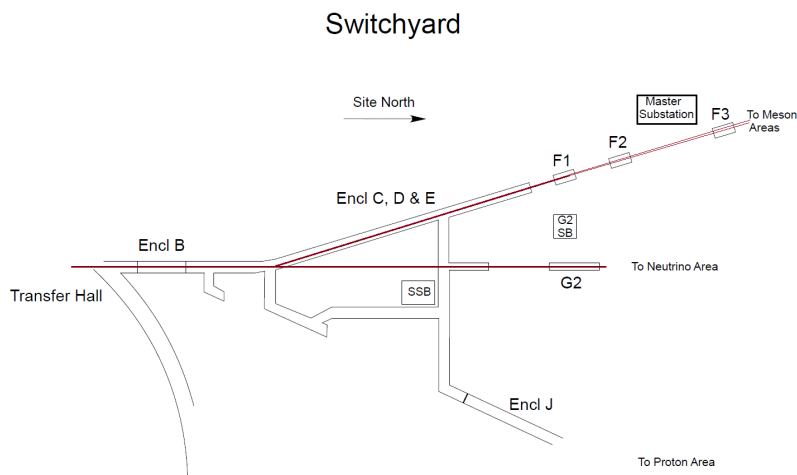 Switchyard
Site North
Master
Substation
F3
To Meson
Areas
F2
F1
Encl C, D & E
G2
SB
Encl B
To Neutrino Area
Transfer Hall
SSB
G2
Encl J
To Proton Area